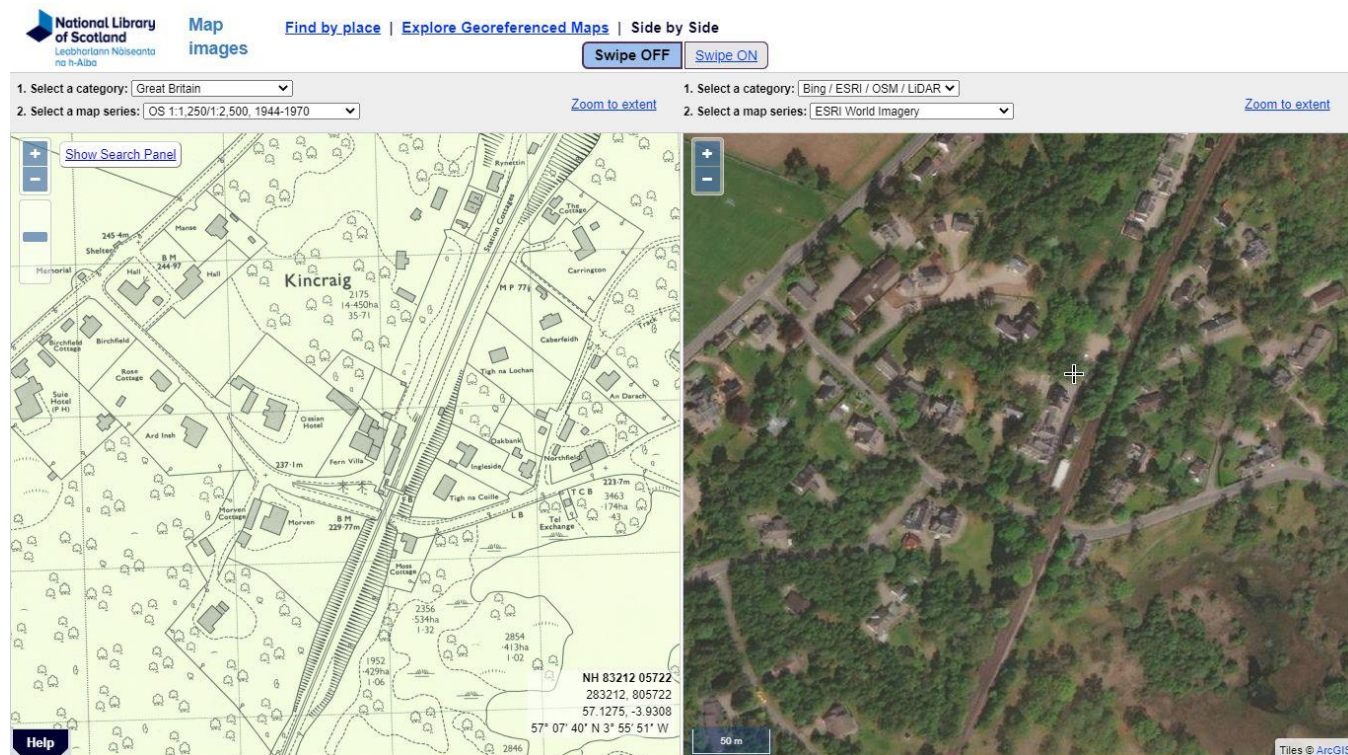 National Library
of Scotland
Leabharlann Nàiseanta
na h-Alba
Map
images
Find by place | Explore Georeferenced Maps | Side by Side
Swipe OFF Swipe ON
1. Select a category: Great Britain
2. Select a map series: OS 1:1,250/1:2,500, 1944-1970
Zoom to extent
1. Select a category: Bing / ESRI / OSM / LiDAR
2. Select a map series: ESRI World Imagery
Zoom to extent
+
−
Show Search Panel
+
−
Rynettin
Station Cottages
The
Cottage
Manse
245·4m
Shelter
Memorial
Hall
B M
244·97
Hall
Kincraig
2175
14·450ha
35·71
Carrington
M P 77½
Track
Birchfield
Cottage
Birchfield
Caberfeidh
Rose
Cottage
Tigh na Lochan
Suie
Hotel
(P H)
An Darach
Ossian
Hotel
Ard Insh
Oakbank
Fern Villa
237·1m
Ingleside
Northfield
223·7m
Tigh na Coille
T C B
3463
·174ha
·43
L B
Tel
Exchange
Morven
Cottage
Morven
B M
229·77m
Moss
Cottage
2356
·534ha
1·32
2854
·413ha
1·02
1952
·429ha
1·06
NH 83212 05722
283212, 805722
57.1275, -3.9308
57° 07' 40" N 3° 55' 51" W
2846
Help
50 m
Tiles © ArcGIS